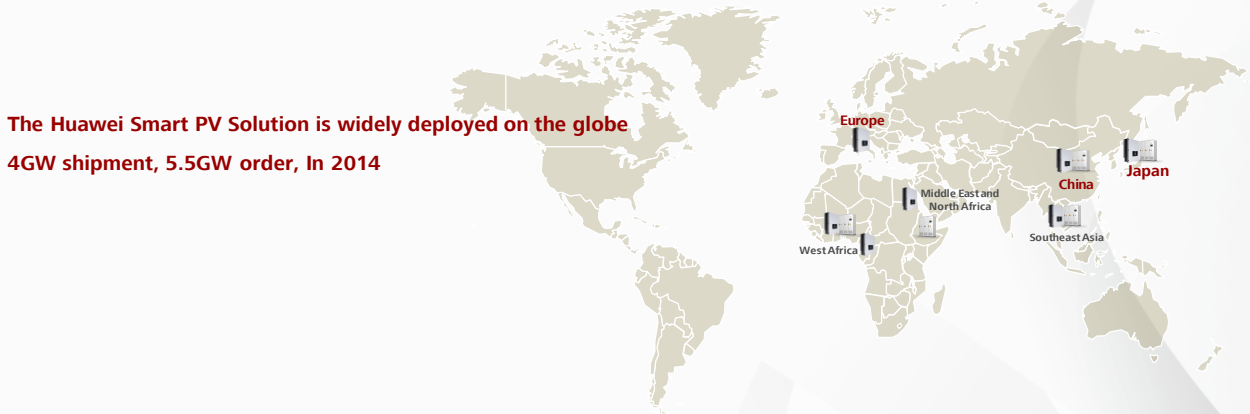 The Huawei Smart PV Solution is widely deployed on the globe
4GW shipment, 5.5GW order, In 2014
Europe
China
Japan
Middle East and
North Africa
Southeast Asia
West Africa